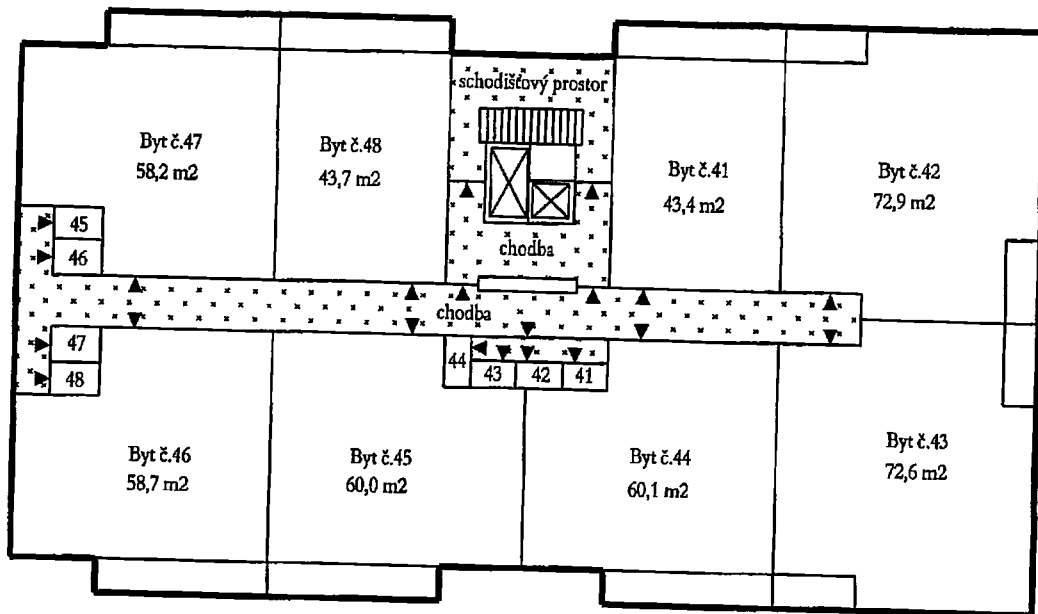 schodišťový prostor
Byt č.47
58,2 m2
Byt č.48
43,7 m2
Byt č.41
43,4 m2
Byt č.42
72,9 m2
45
46
chodba
chodba
47
48
44
43
42
41
Byt č.46
58,7 m2
Byt č.45
60,0 m2
Byt č.44
60,1 m2
Byt č.43
72,6 m2